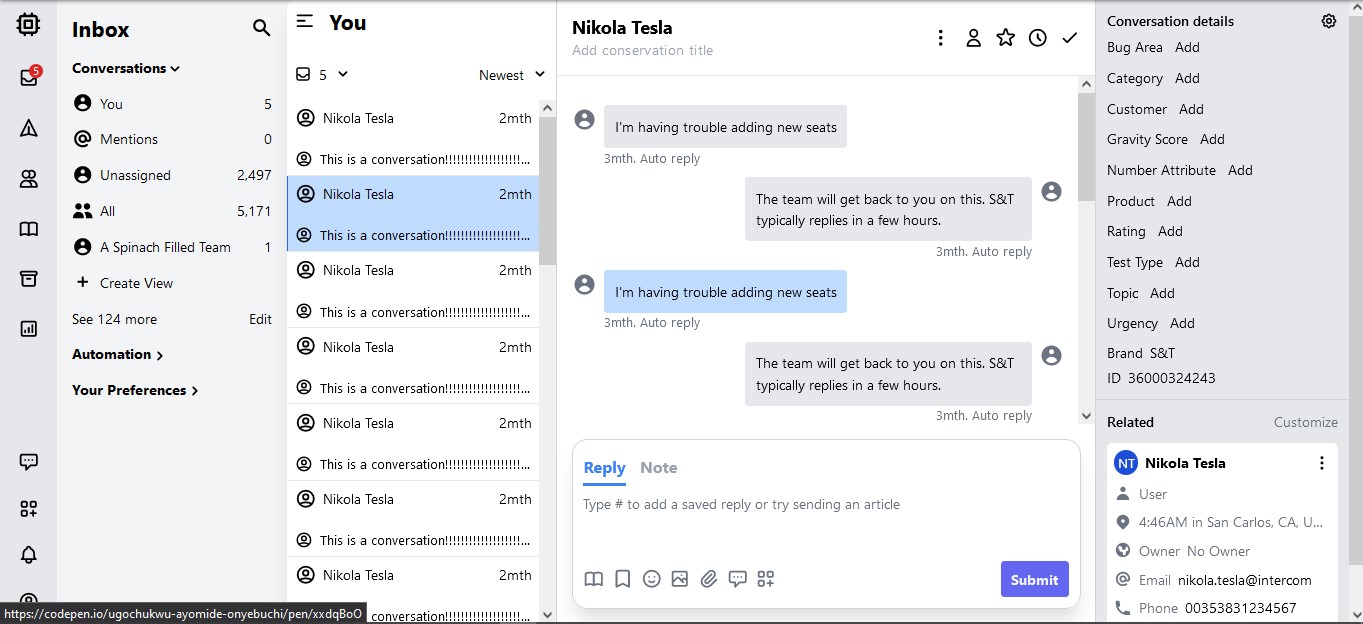 5
Inbox
Conversations
You 5
Mentions 0
Unassigned 2,497
All 5,171
A Spinach Filled Team 1
Create View
See 124 more Edit
Automation
Your Preferences
You
5 Newest
Nikola Tesla 2mth
This is a conversation!!!!!!!!!!!!!!!!!!!!...
Nikola Tesla 2mth
This is a conversation!!!!!!!!!!!!!!!!!!!!...
Nikola Tesla 2mth
This is a conversation!!!!!!!!!!!!!!!!!!!!...
Nikola Tesla 2mth
This is a conversation!!!!!!!!!!!!!!!!!!!!...
Nikola Tesla 2mth
This is a conversation!!!!!!!!!!!!!!!!!!!!...
Nikola Tesla 2mth
This is a conversation!!!!!!!!!!!!!!!!!!!!...
Nikola Tesla 2mth
conversation!!!!!!!!!!!!!!!!!!!!...
Nikola Tesla
Add conservation title
I'm having trouble adding new seats
3mth. Auto reply
The team will get back to you on this. S&T
typically replies in a few hours.
3mth. Auto reply
I'm having trouble adding new seats
3mth. Auto reply
The team will get back to you on this. S&T
typically replies in a few hours.
3mth. Auto reply
Reply Note
Type # to add a saved reply or try sending an article
Submit
Conversation details
Bug Area Add
Category Add
Customer Add
Gravity Score Add
Number Attribute Add
Product Add
Rating Add
Test Type Add
Topic Add
Urgency Add
Brand S&T
ID 36000324243
Related Customize
NT Nikola Tesla
User
4:46AM in San Carlos, CA, U...
Owner No Owner
Email nikola.tesla@intercom
Phone 00353831234567
https://codepen.io/ugochukwu-ayomide-onyebuchi/pen/xxdqBoO